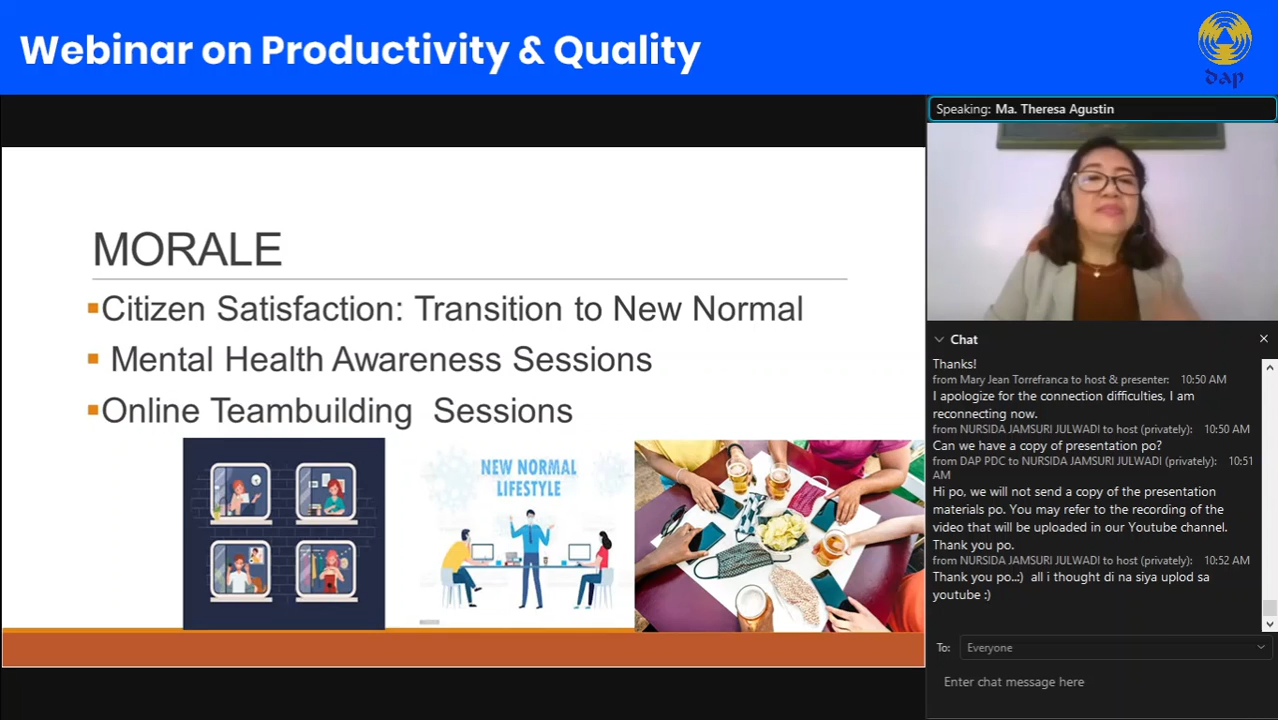 Webinar on Productivity & Quality
dap
Speaking: Ma. Theresa Agustin
MORALE
▪Citizen Satisfaction: Transition to New Normal
▪ Mental Health Awareness Sessions
▪Online Teambuilding Sessions
NEW NORMAL
LIFESTYLE
Chat
Thanks!
from Mary Jean Torrefranca to host & presenter: 10:50 AM
I apologize for the connection difficulties, I am
reconnecting now.
from NURSIDA JAMSURI JULWADI to host (privately): 10:50 AM
Can we have a copy of presentation po?
from DAP PDC to NURSIDA JAMSURI JULWADI (privately): 10:51
AM
Hi po, we will not send a copy of the presentation
materials po. You may refer to the recording of the
video that will be uploaded in our Youtube channel.
Thank you po.
from NURSIDA JAMSURI JULWADI to host (privately): 10:52 AM
Thank you po..:) all i thought di na siya uplod sa
youtube :)
To: Everyone
Enter chat message here